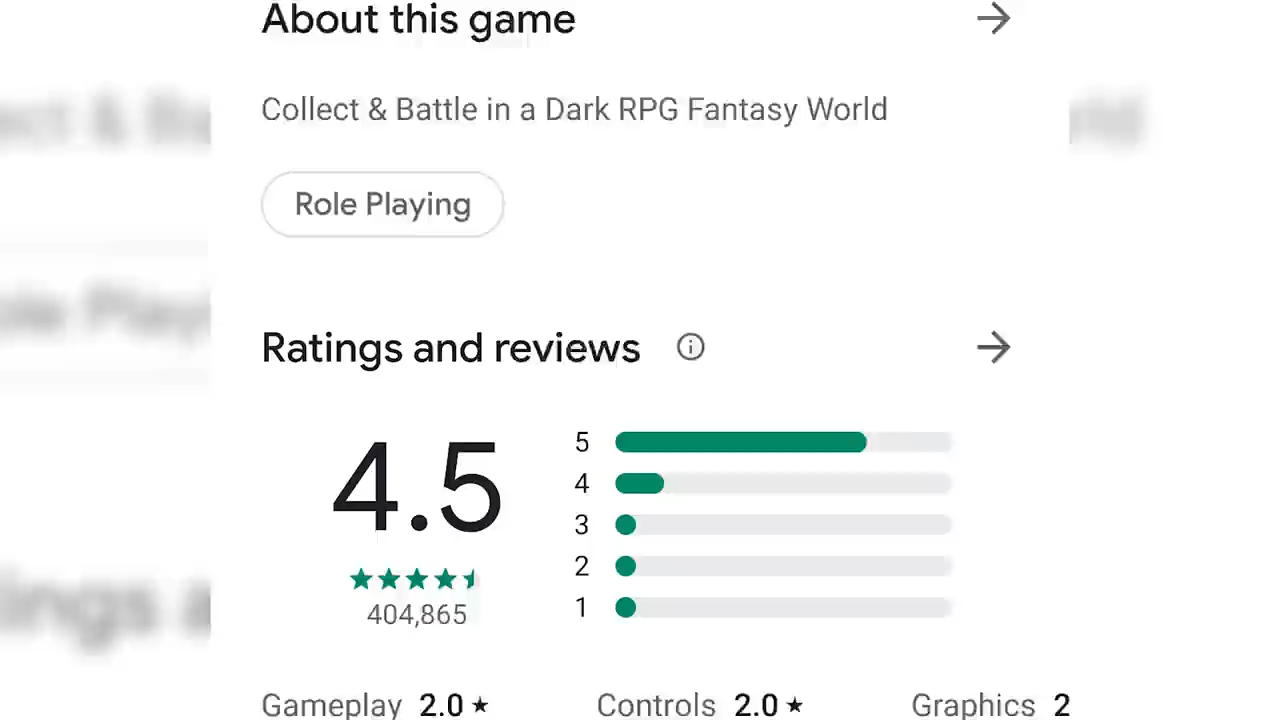 About this game
Collect & Battle in a Dark RPG Fantasy World
Role Playing
Ratings and reviews
4.5
404,865
5
4
3
2
1
Gameplay 2.0 ★ Controls 2.0 ★ Graphics 2